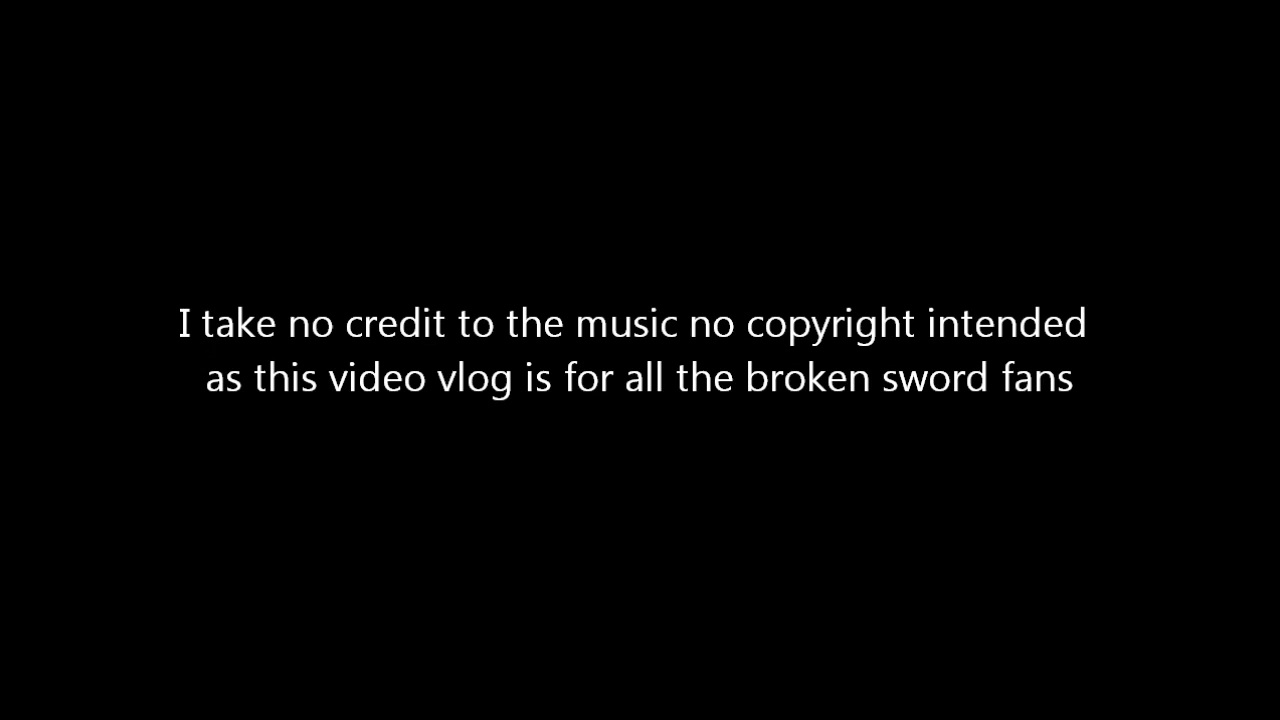 I take no credit to the music no copyright intended
as this video vlog is for all the broken sword fans